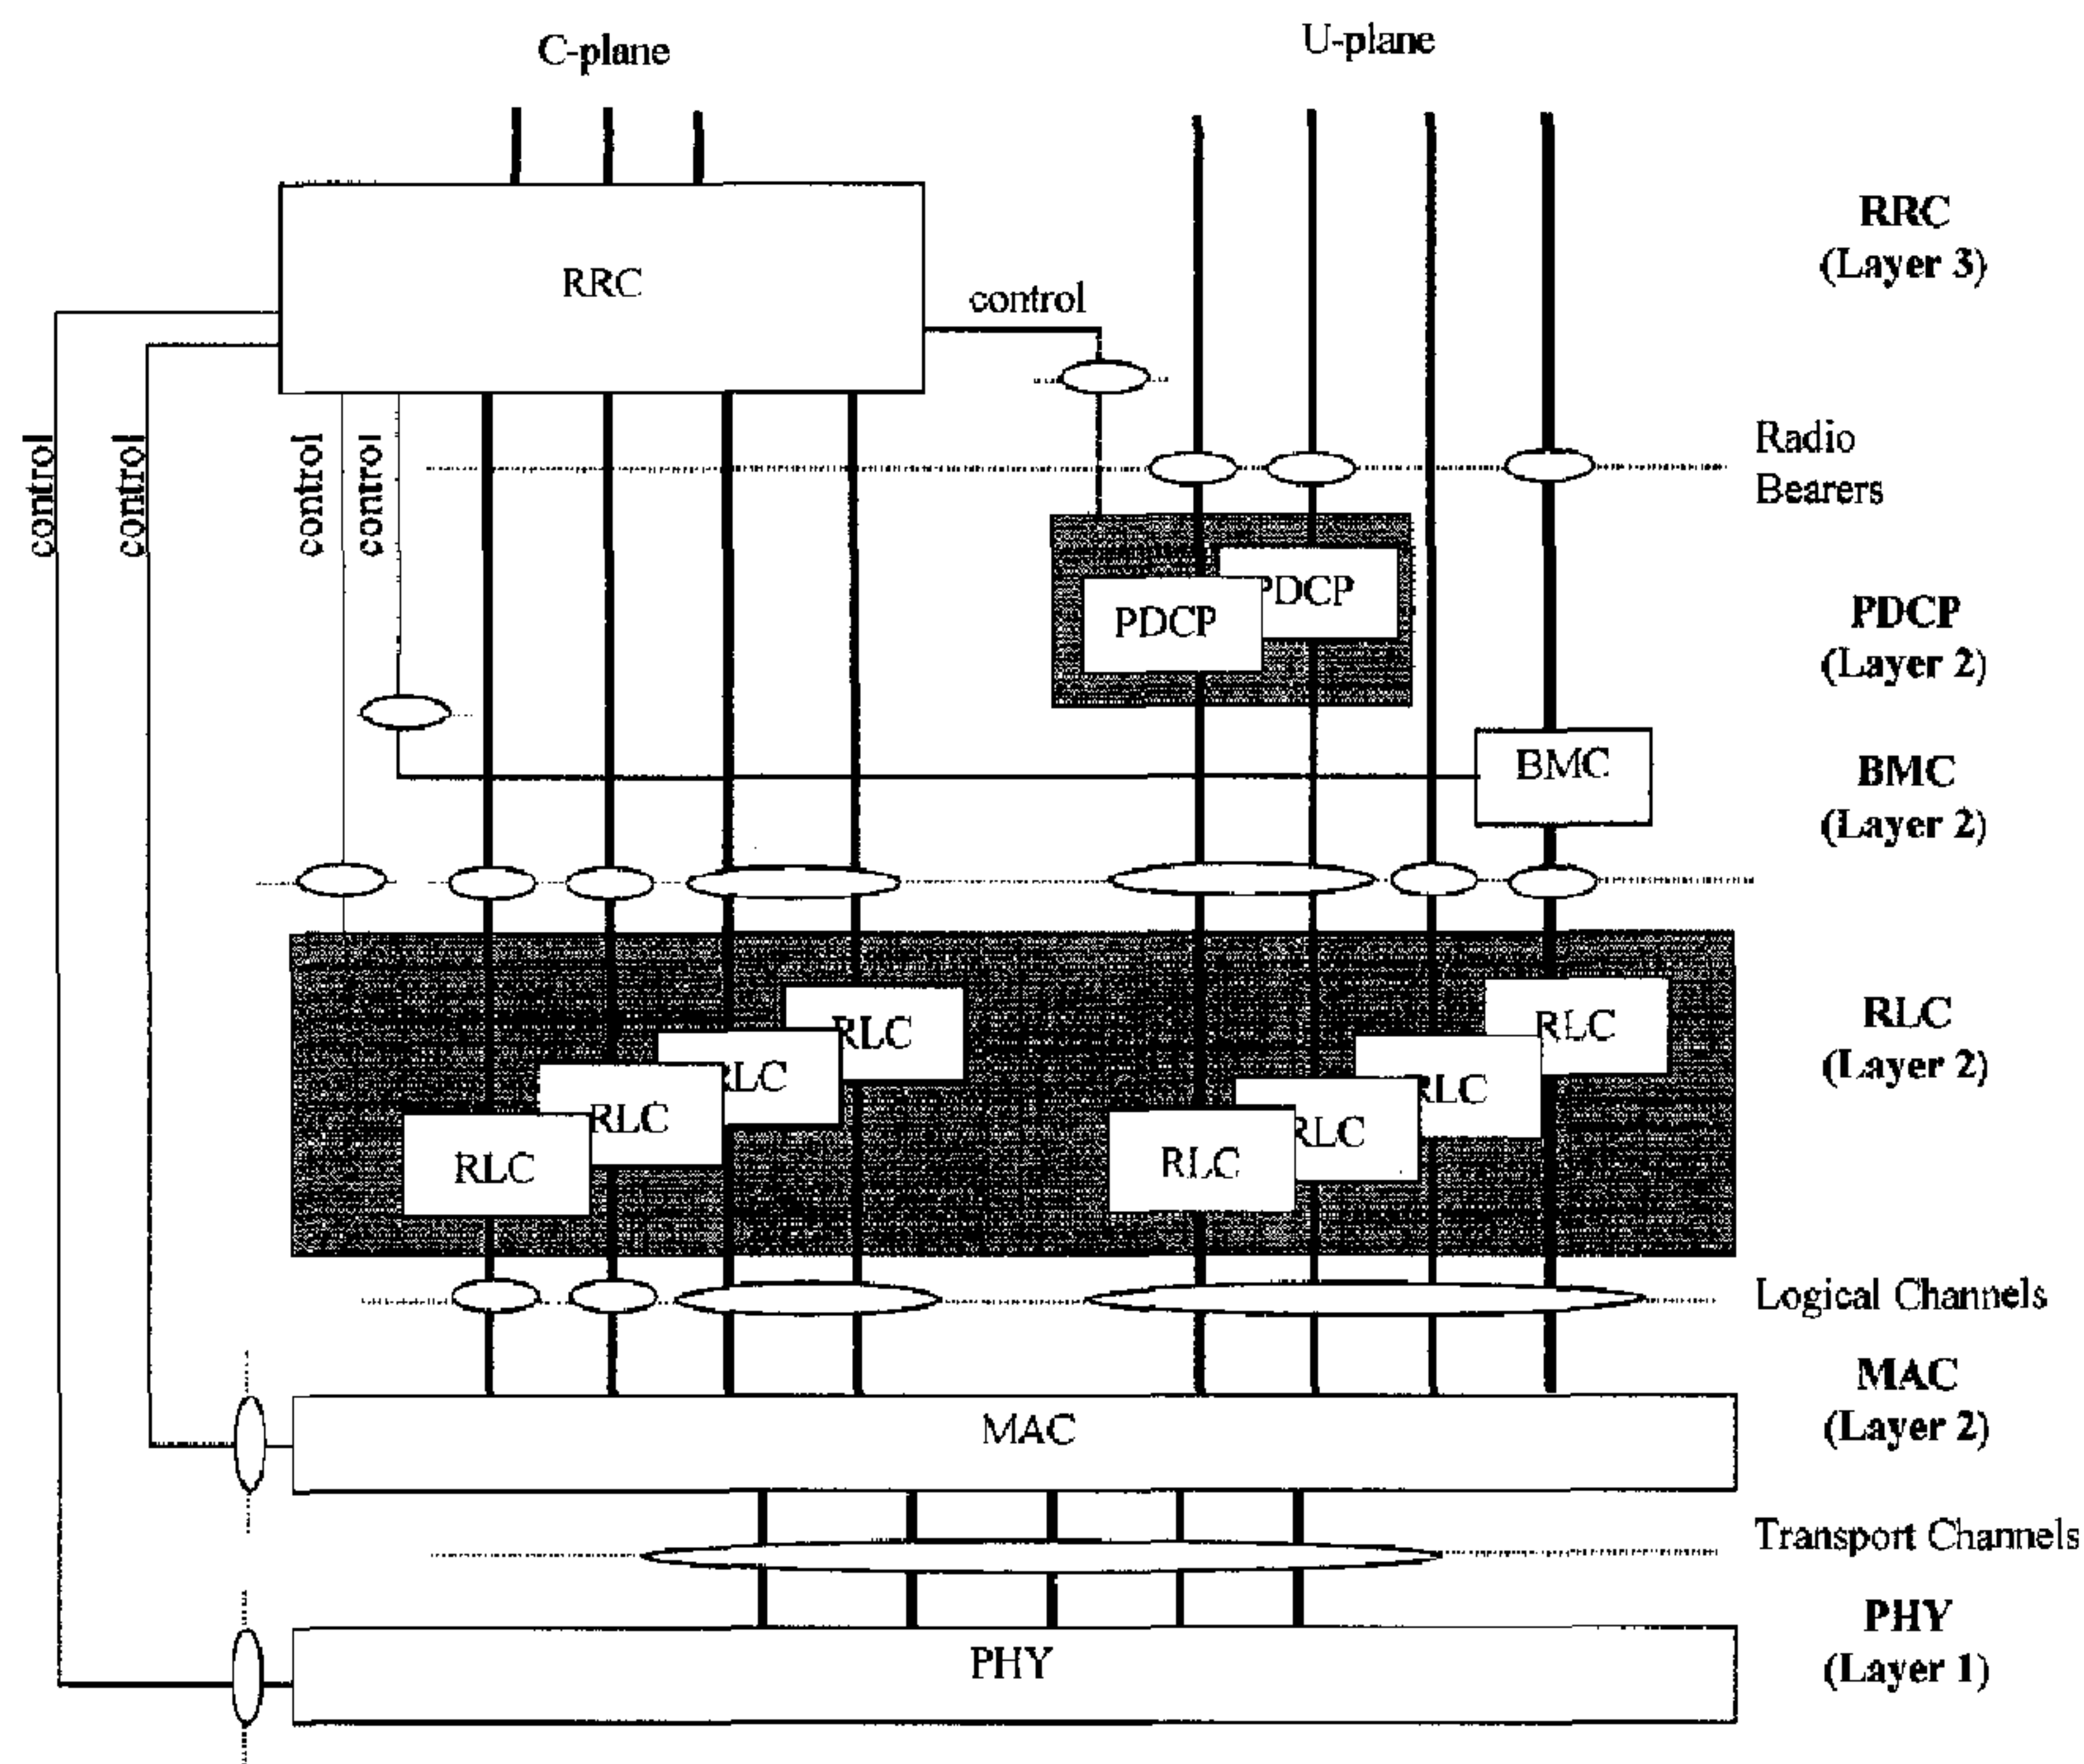 C-plane
U-plane
RRC
(Layer 3)
RRC
control
control
control
control
control
Radio
Bearers
PDCP
PDCP
PDCP
(Layer 2)
BMC
BMC
(Layer 2)
RLC
RLC
RLC
RLC
RLC
RLC
RLC
RLC
RLC
(Layer 2)
Logical Channels
MAC
MAC
(Layer 2)
Transport Channels
PHY
PHY
(Layer 1)